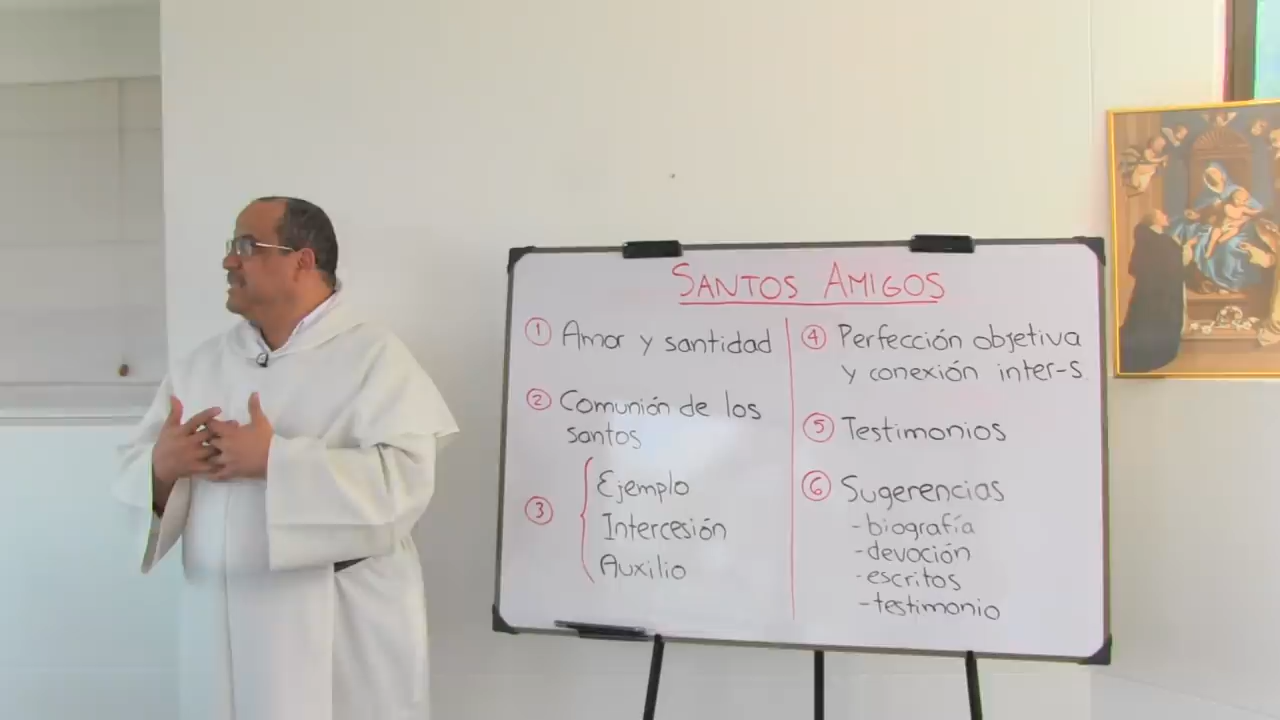 SANTOS AMIGOS
① Amor y santidad
② Comunión de los
santos
③ Ejemplo
Intercesión
Auxilio
④ Perfección objetiva
y conexión inter-s
⑤ Testimonios
⑥ Sugerencias
- biografía
- devoción
- escritos
- testimonio